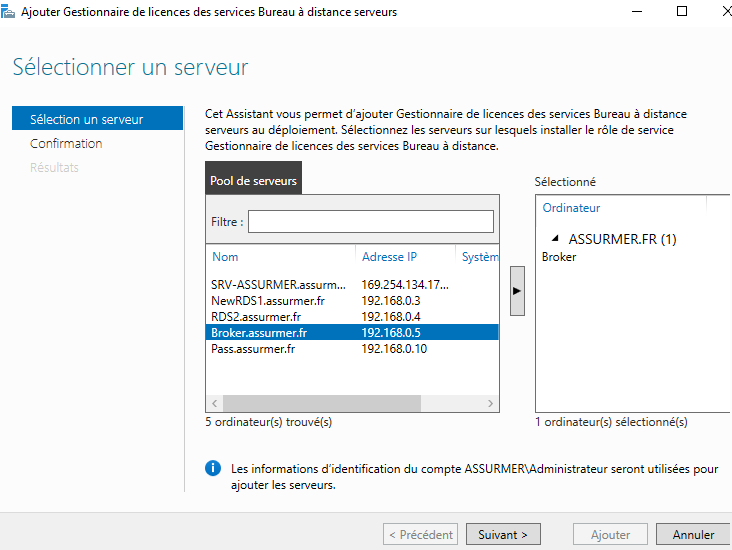 Ajouter Gestionnaire de licences des services Bureau à distance serveurs
Sélectionner un serveur
Sélection un serveur
Confirmation
Résultats
Cet Assistant vous permet d'ajouter Gestionnaire de licences des services Bureau à distance
serveurs au déploiement. Sélectionnez les serveurs sur lesquels installer le rôle de service
Gestionnaire de licences des services Bureau à distance.
Pool de serveurs
Filtre :
Nom Adresse IP Systèm
SRV-ASSURMER.assurm... 169.254.134.17...
NewRDS1.assurmer.fr 192.168.0.3
RDS2.assurmer.fr 192.168.0.4
Broker.assurmer.fr 192.168.0.5
Pass.assurmer.fr 192.168.0.10
5 ordinateur(s) trouvé(s)
Sélectionné
Ordinateur
ASSURMER.FR (1)
Broker
1 ordinateur(s) sélectionné(s)
Les informations d'identification du compte ASSURMER\Administrateur seront utilisées pour
ajouter les serveurs.
< Précédent Suivant > Ajouter Annuler